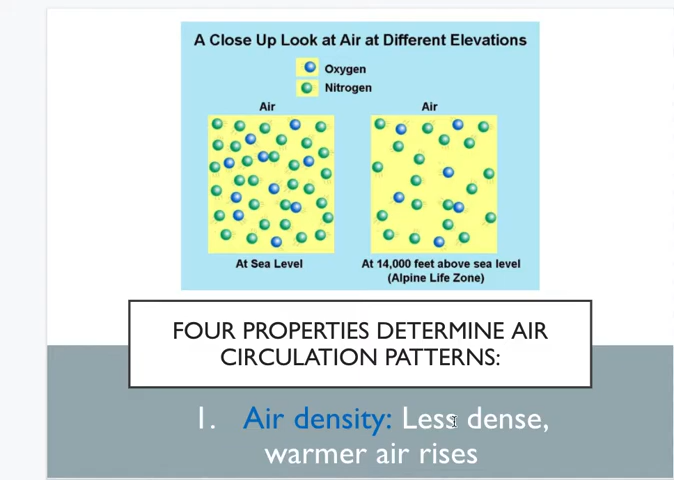 A Close Up Look at Air at Different Elevations
Oxygen
Nitrogen
Air
Air
At Sea Level
At 14,000 feet above sea level
(Alpine Life Zone)
FOUR PROPERTIES DETERMINE AIR
CIRCULATION PATTERNS:
1. Air density: Less dense,
warmer air rises